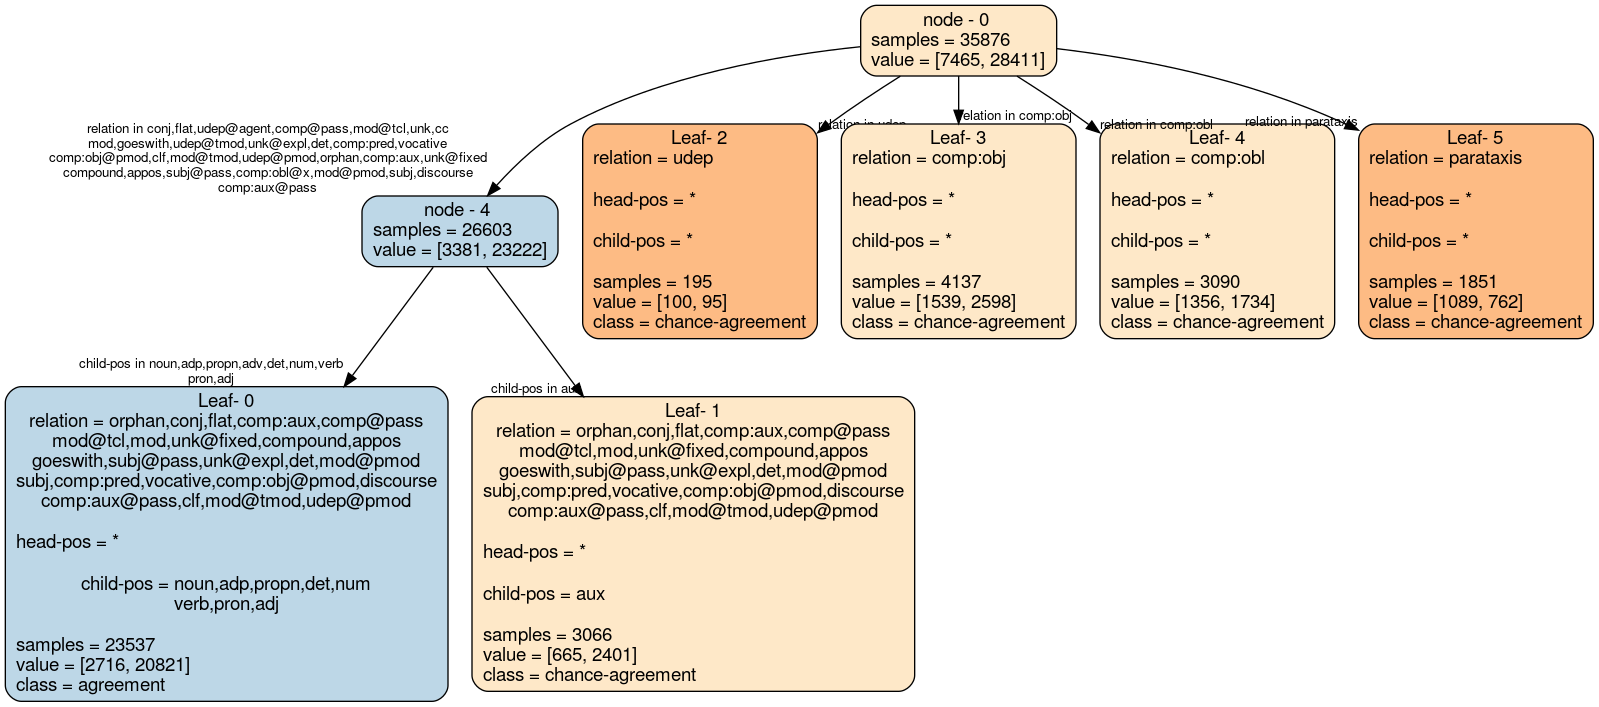 node - 0
samples = 35876
value = [7465, 28411]
relation in conj,flat,udep@agent,comp@pass,mod@tcl,unk,cc
mod,goeswith,udep@tmod,unk@expl,det,comp:pred,vocative
comp:obj@pmod,clf,mod@tmod,udep@pmod,orphan,comp:aux,unk@fixed
compound,appos,subj@pass,comp:obl@x,mod@pmod,subj,discourse
comp:aux@pass
relation in udep
relation in comp:obj
relation in comp:obl
relation in parataxis
node - 4
samples = 26603
value = [3381, 23222]
Leaf- 2
relation = udep
head-pos = *
child-pos = *
samples = 195
value = [100, 95]
class = chance-agreement
Leaf- 3
relation = comp:obj
head-pos = *
child-pos = *
samples = 4137
value = [1539, 2598]
class = chance-agreement
Leaf- 4
relation = comp:obl
head-pos = *
child-pos = *
samples = 3090
value = [1356, 1734]
class = chance-agreement
Leaf- 5
relation = parataxis
head-pos = *
child-pos = *
samples = 1851
value = [1089, 762]
class = chance-agreement
child-pos in noun,adp,propn,adv,det,num,verb
pron,adj
child-pos in aux
Leaf- 0
relation = orphan,conj,flat,comp:aux,comp@pass
mod@tcl,mod,unk@fixed,compound,appos
goeswith,subj@pass,unk@expl,det,mod@pmod
subj,comp:pred,vocative,comp:obj@pmod,discourse
comp:aux@pass,clf,mod@tmod,udep@pmod
head-pos = *
child-pos = noun,adp,propn,det,num
verb,pron,adj
samples = 23537
value = [2716, 20821]
class = agreement
Leaf- 1
relation = orphan,conj,flat,comp:aux,comp@pass
mod@tcl,mod,unk@fixed,compound,appos
goeswith,subj@pass,unk@expl,det,mod@pmod
subj,comp:pred,vocative,comp:obj@pmod,discourse
comp:aux@pass,clf,mod@tmod,udep@pmod
head-pos = *
child-pos = aux
samples = 3066
value = [665, 2401]
class = chance-agreement